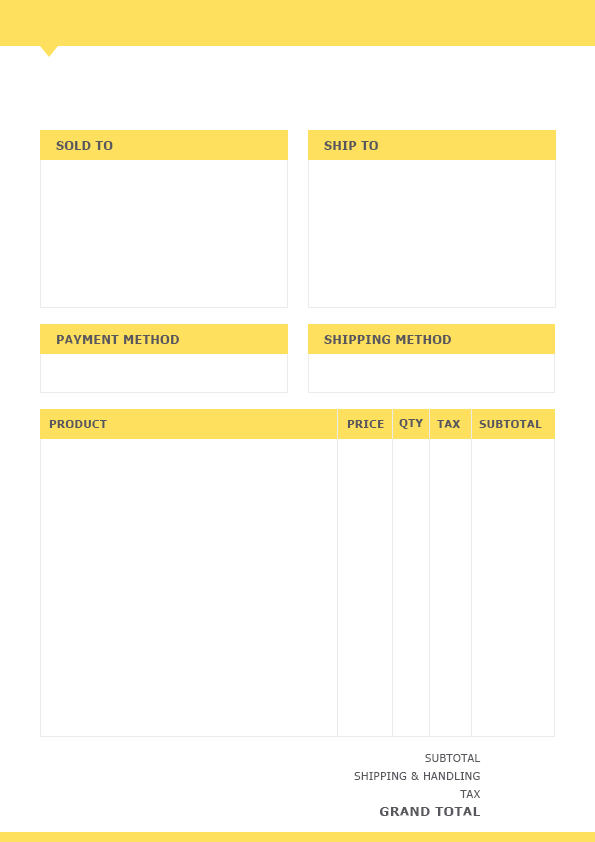 SOLD TO
SHIP TO
PAYMENT METHOD
SHIPPING METHOD
PRODUCT PRICE QTY TAX SUBTOTAL
SUBTOTAL
SHIPPING & HANDLING
TAX
GRAND TOTAL